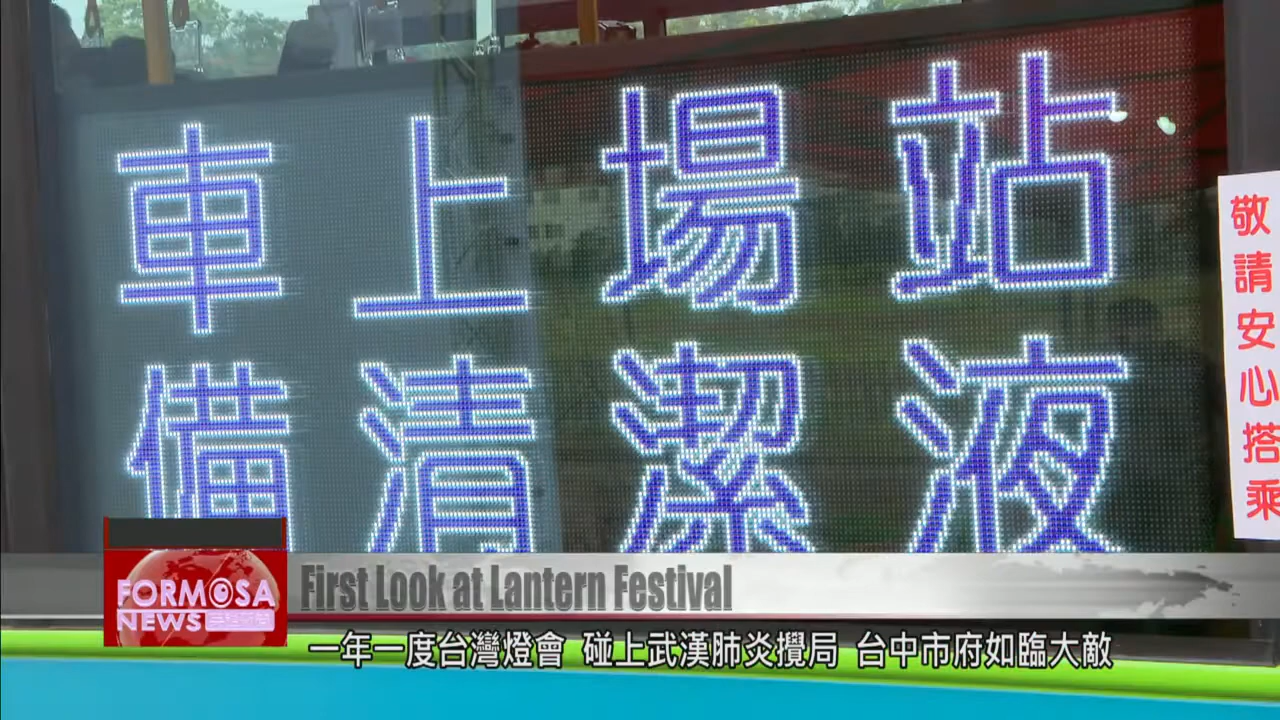 車上場站
備清潔液
敬請安心搭乘
FORMOSA
NEWS
First Look at Lantern Festival
一年一度台灣燈會 碰上武漢肺炎攪局 台中市府如臨大敵